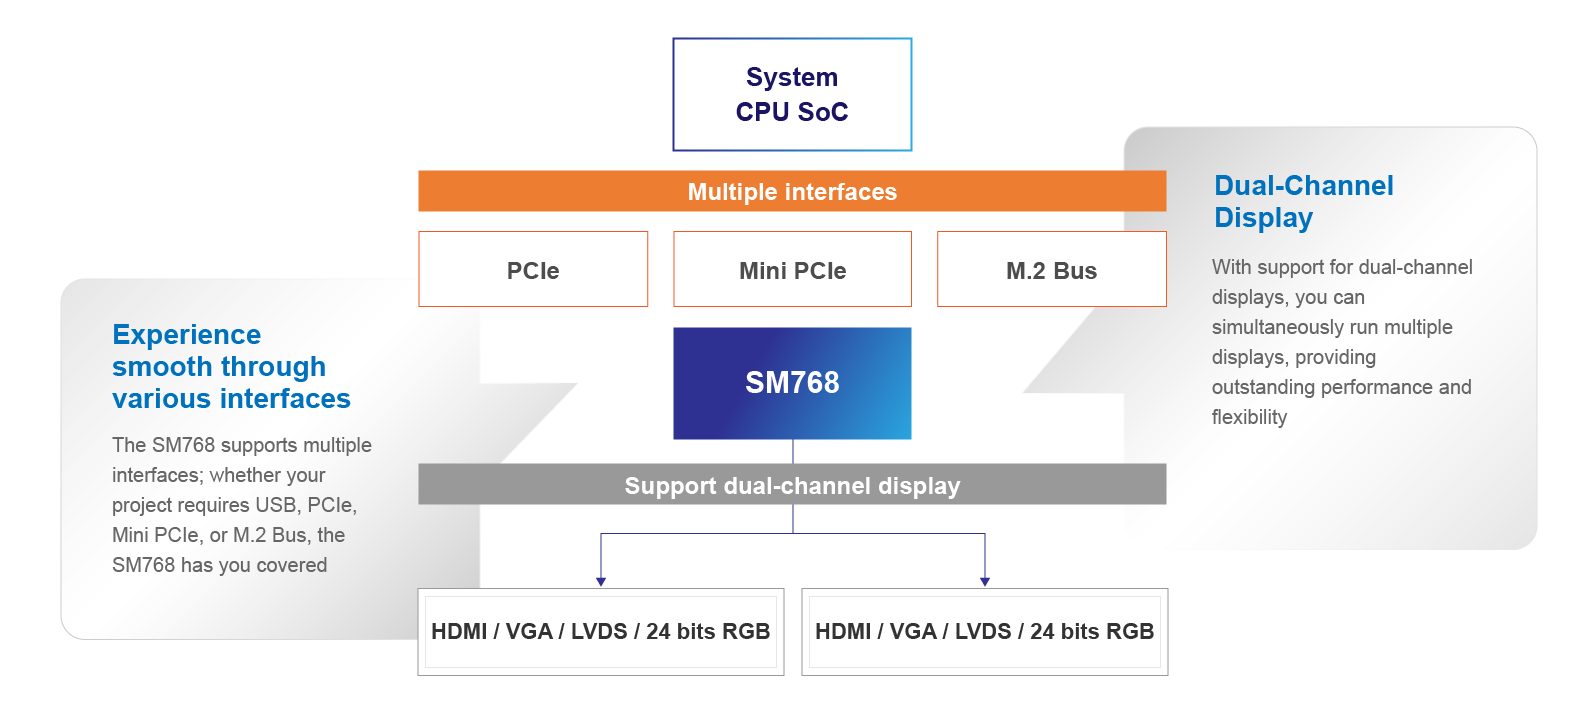 System
CPU SoC
Multiple interfaces
PCIe
Mini PCIe
M.2 Bus
SM768
Support dual-channel display
HDMI / VGA / LVDS / 24 bits RGB
HDMI / VGA / LVDS / 24 bits RGB
Experience
smooth through
various interfaces
The SM768 supports multiple
interfaces; whether your
project requires USB, PCIe,
Mini PCIe, or M.2 Bus, the
SM768 has you covered
Dual-Channel
Display
With support for dual-channel
displays, you can
simultaneously run multiple
displays, providing
outstanding performance and
flexibility